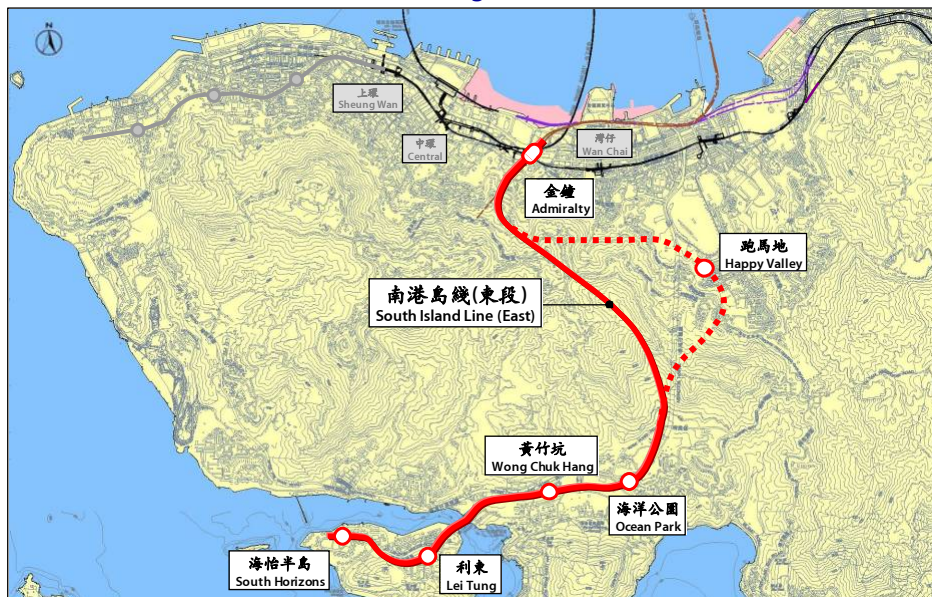 N
上環
Sheung Wan
中環
Central
灣仔
Wan Chai
金鐘
Admiralty
跑馬地
Happy Valley
南港島綫(東段)
South Island Line (East)
黃竹坑
Wong Chuk Hang
海洋公園
Ocean Park
海怡半島
South Horizons
利東
Lei Tung